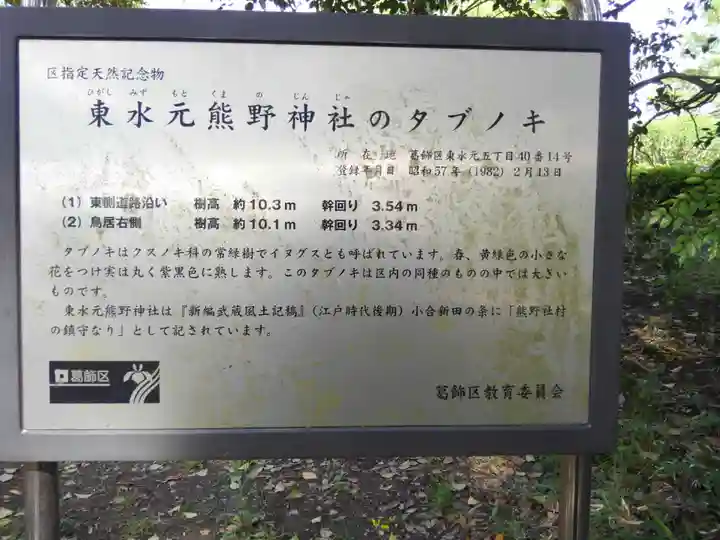 区指定天然記念物
ひがし みず もと くま の じん じゃ
東水元熊野神社のタブノキ
所在地 葛飾区東水元五丁目40番14号
登録年月日 昭和57年(1982)2月13日
(1)東側道路沿い 樹高 約10.3m 幹回り 3.54m
(2)鳥居右側 樹高 約10.1m 幹回り 3.34m
タブノキはクスノキ科の常緑樹でイヌグスとも呼ばれています。春、黄緑色の小さな
花をつけ実は丸く紫黒色に熟します。このタブノキは区内の同種のものの中では大きい
ものです。
東水元熊野神社は『新編武蔵風土記稿』(江戸時代後期)小合新田の条に「熊野社村
の鎮守なり」として記されています。
葛飾区
葛飾区教育委員会